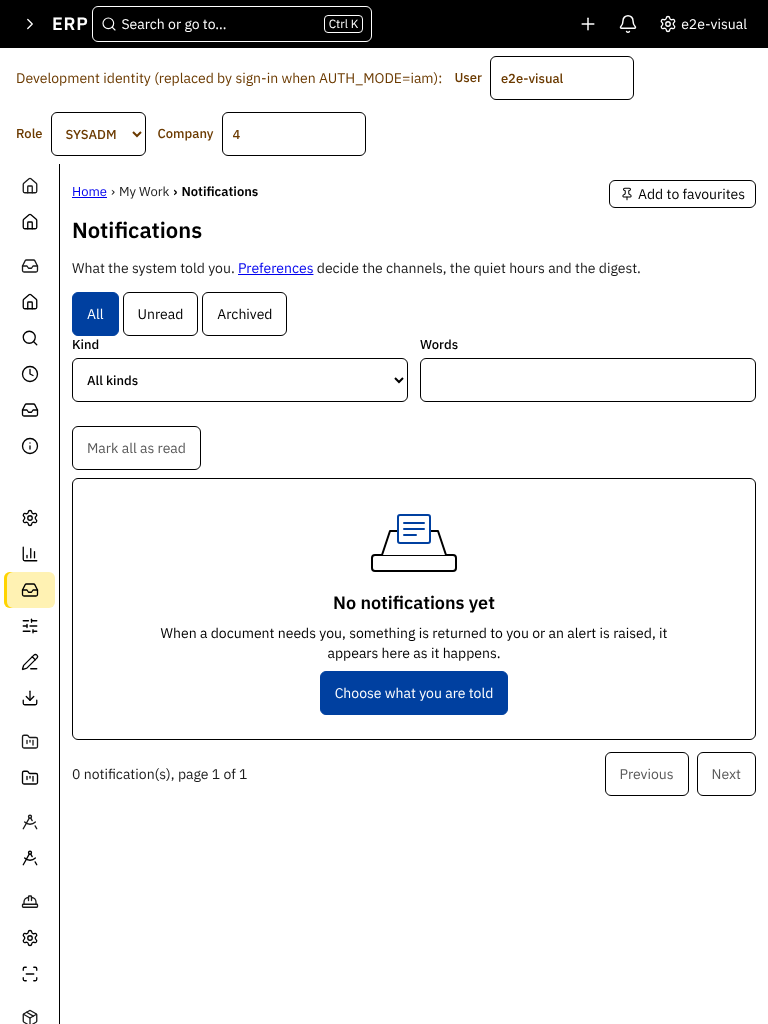 ERP
Search or go to...
Ctrl K
e2e-visual
Development identity (replaced by sign-in when AUTH_MODE=iam):
User
e2e-visual
Role
SYSADM
Company
4
Home › My Work › Notifications
Add to favourites
Notifications
What the system told you. Preferences decide the channels, the quiet hours and the digest.
All
Unread
Archived
Kind
Words
All kinds
Mark all as read
No notifications yet
When a document needs you, something is returned to you or an alert is raised, it
appears here as it happens.
Choose what you are told
0 notification(s), page 1 of 1
Previous
Next